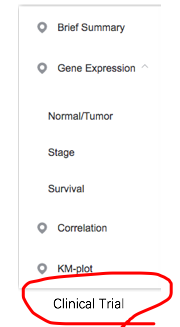 Brief Summary
Gene Expression
Normal/Tumor
Stage
Survival
Correlation
KM-plot
Clinical Trial